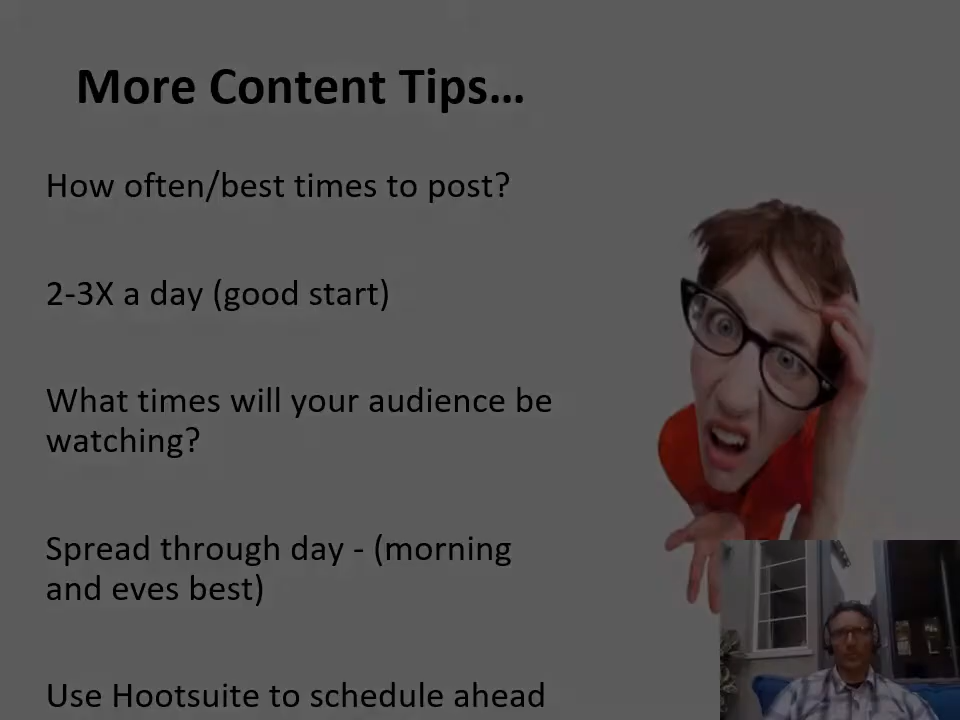 More Content Tips...
How often/best times to post?
2-3X a day (good start)
What times will your audience be
watching?
Spread through day - (morning
and eves best)
Use Hootsuite to schedule ahead